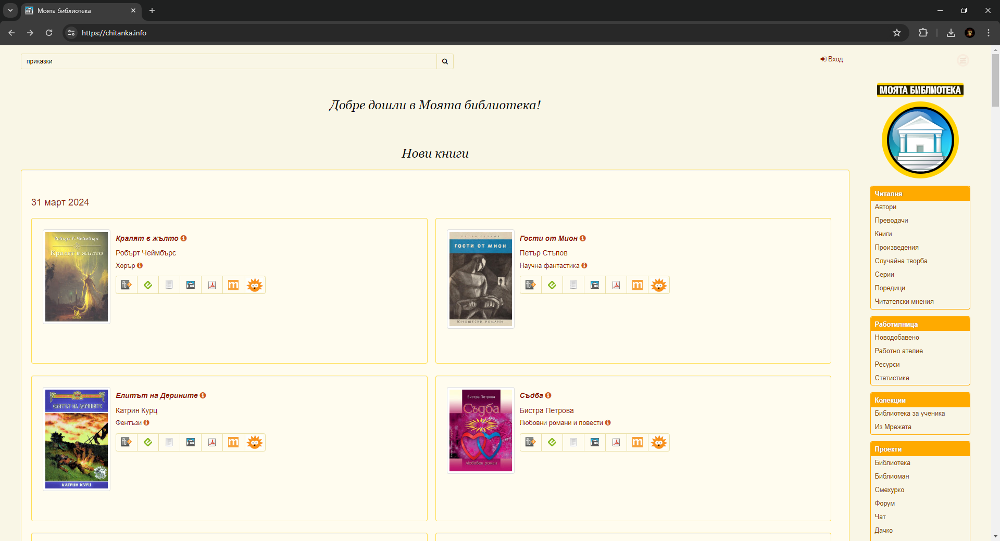 Моята библиотека
https://chitanka.info
приказки
Вход
МОЯТА БИБЛИОТЕКА
Добре дошли в Моята библиотека!
Нови книги
31 март 2024
Робърт У. Чеймбърс
Кралят в жълто
Кралят в жълто
Робърт Чеймбърс
Хорър
ПЕТЪР СТЪПОВ
ГОСТИ ОТ МИОН
ЮНОШЕСКИ РОМАНИ
Гости от Мион
Петър Стъпов
Научна фантастика
ЕЛИТЪТ НА ДЕРИНИТЕ
КАТРИН КУРЦ
Елитът на Дерините
Катрин Курц
Фентъзи
Бистра Петрова
Съдба
Любовен роман
Съдба
Бистра Петрова
Любовни романи и повести
Читалня
Автори
Преводачи
Книги
Произведения
Случайна творба
Серии
Поредици
Читателски мнения
Работилница
Новодобавено
Работно ателие
Ресурси
Статистика
Колекции
Библиотека за ученика
Из Мрежата
Проекти
Библиотека
Библиоман
Смехурко
Форум
Чат
Дачко